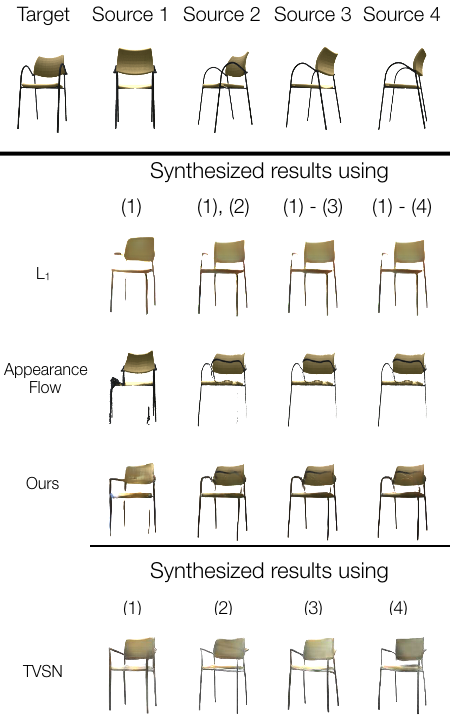 Target Source 1 Source 2 Source 3 Source 4
Synthesized results using
(1) (1), (2) (1) - (3) (1) - (4)
L1
Appearance
Flow
Ours
Synthesized results using
(1) (2) (3) (4)
TVSN